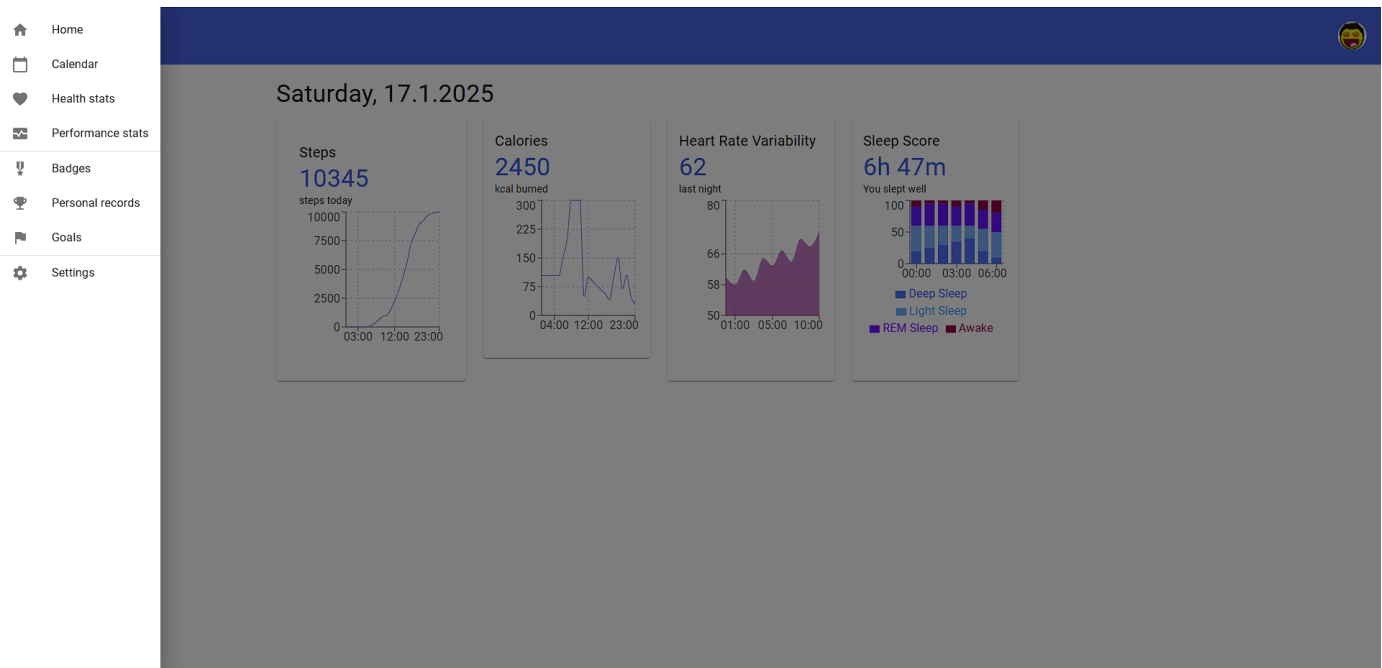 Home
Calendar
Health stats
Performance stats
Badges
Personal records
Goals
Settings
Saturday, 17.1.2025
Steps
10345
steps today
10000
7500
5000
2500
0
03:00 12:00 23:00
Calories
2450
kcal burned
300
225
150
75
0
04:00 12:00 23:00
Heart Rate Variability
62
last night
80
66
58
50
01:00 05:00 10:00
Sleep Score
6h 47m
You slept well
100
50
0
00:00 03:00 06:00
Deep Sleep
Light Sleep
REM Sleep Awake